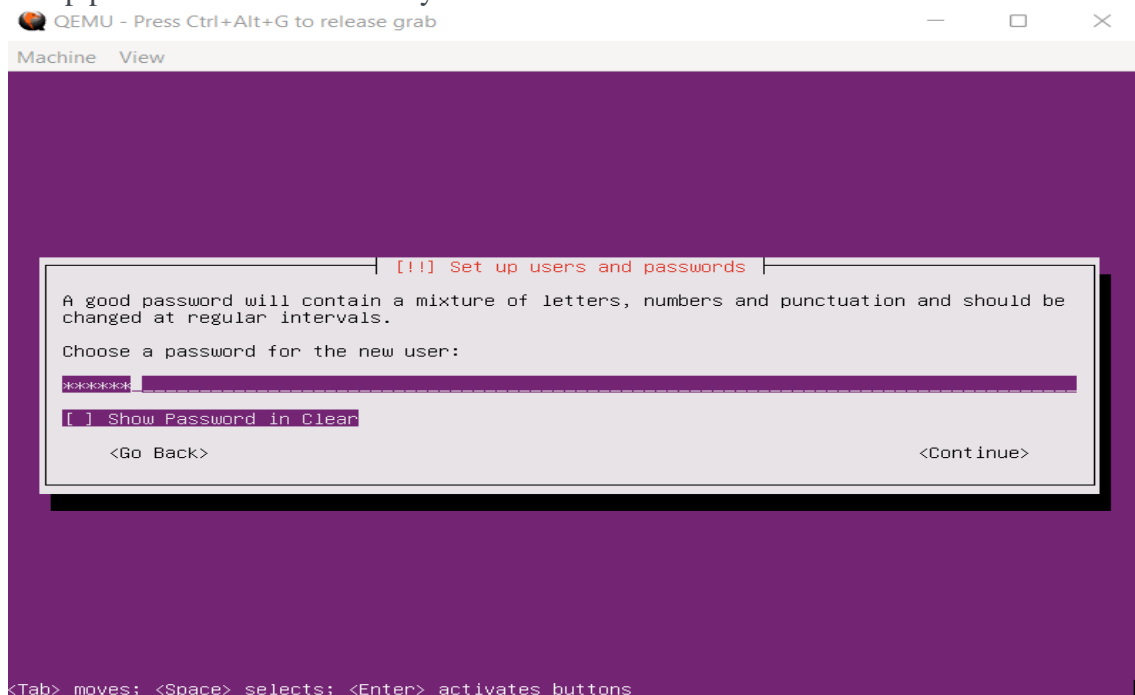 QEMU - Press Ctrl+Alt+G to release grab
Machine View
[!!] Set up users and passwords
A good password will contain a mixture of letters, numbers and punctuation and should be
changed at regular intervals.
Choose a password for the new user:
******
[ ] Show Password in Clear
<Go Back> <Continue>
<Tab> moves; <Space> selects; <Enter> activates buttons